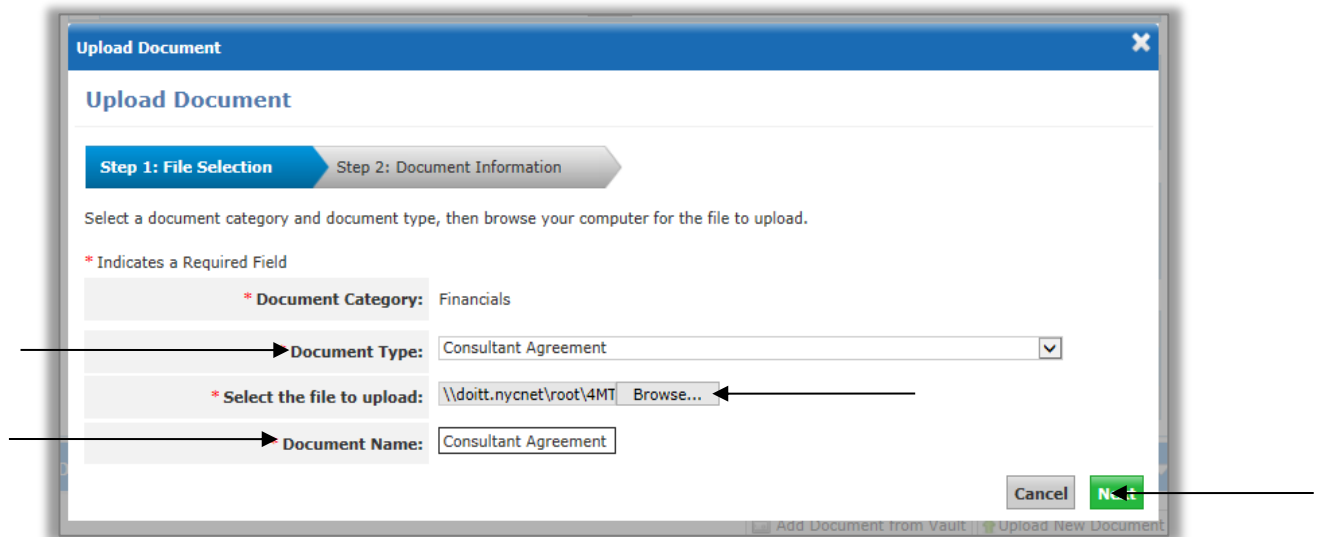 Upload Document
Upload Document
Step 1: File Selection
Step 2: Document Information
Select a document category and document type, then browse your computer for the file to upload.
* Indicates a Required Field
* Document Category: Financials
Document Type: Consultant Agreement
* Select the file to upload: \\doitt.nycnet\root\4MT Browse...
* Document Name: Consultant Agreement
Cancel Next
Add Document from Vault Upload New Document